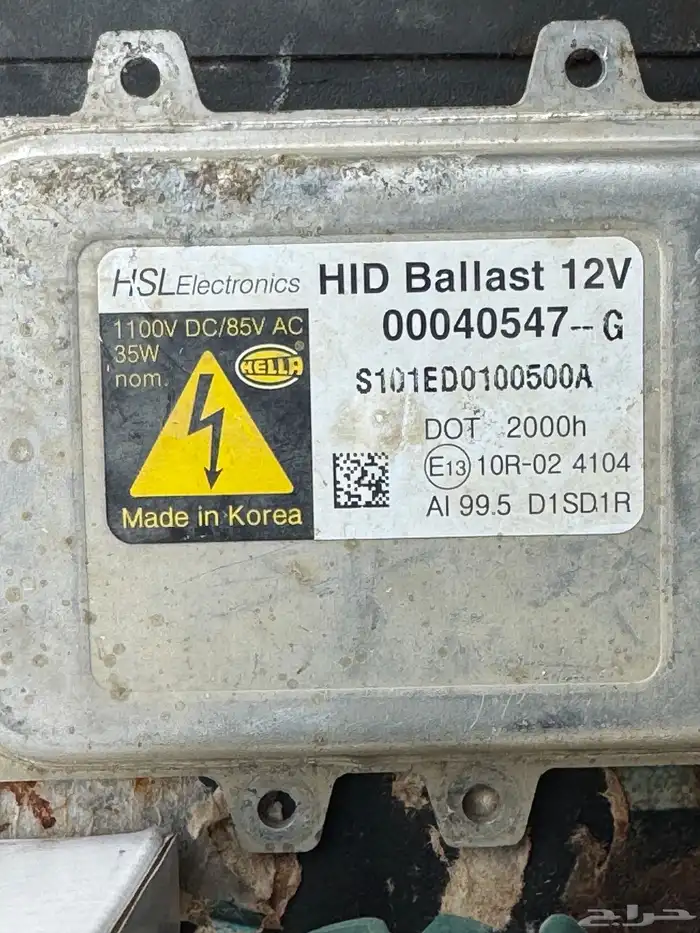 HSLElectronics HID Ballast 12V
00040547--G
1100V DC/85V AC
35W
nom.
HELLA®
S101ED0100500A
DOT 2000h
E13 10R-02 4104
AI 99.5 D1SD1R
Made in Korea
حراج